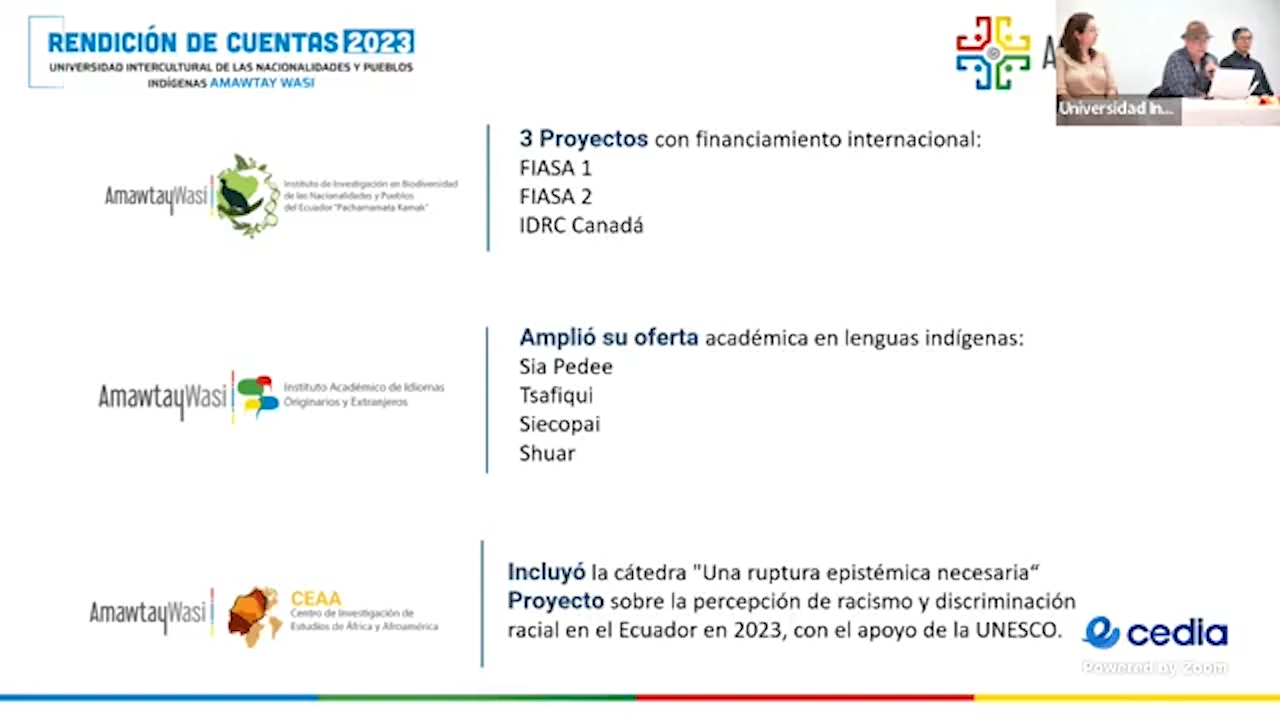 RENDICIÓN DE CUENTAS 2023
UNIVERSIDAD INTERCULTURAL DE LAS NACIONALIDADES Y PUEBLOS
INDÍGENAS AMAWTAY WASI
A
Universidad In...
AmawtayWasi
Instituto de Investigación en Biodiversidad
de las Nacionalidades y Pueblos
del Ecuador "Pachamamata Kamak"
3 Proyectos con financiamiento internacional:
FIASA 1
FIASA 2
IDRC Canadá
AmawtayWasi
Instituto Académico de Idiomas
Originarios y Extranjeros
Amplió su oferta académica en lenguas indígenas:
Sia Pedee
Tsafiqui
Siecopai
Shuar
AmawtayWasi
CEAA
Centro de Investigación de
Estudios de África y Afroamérica
Incluyó la cátedra "Una ruptura epistémica necesaria“
Proyecto sobre la percepción de racismo y discriminación
racial en el Ecuador en 2023, con el apoyo de la UNESCO.
cedia
Powered by Zoom